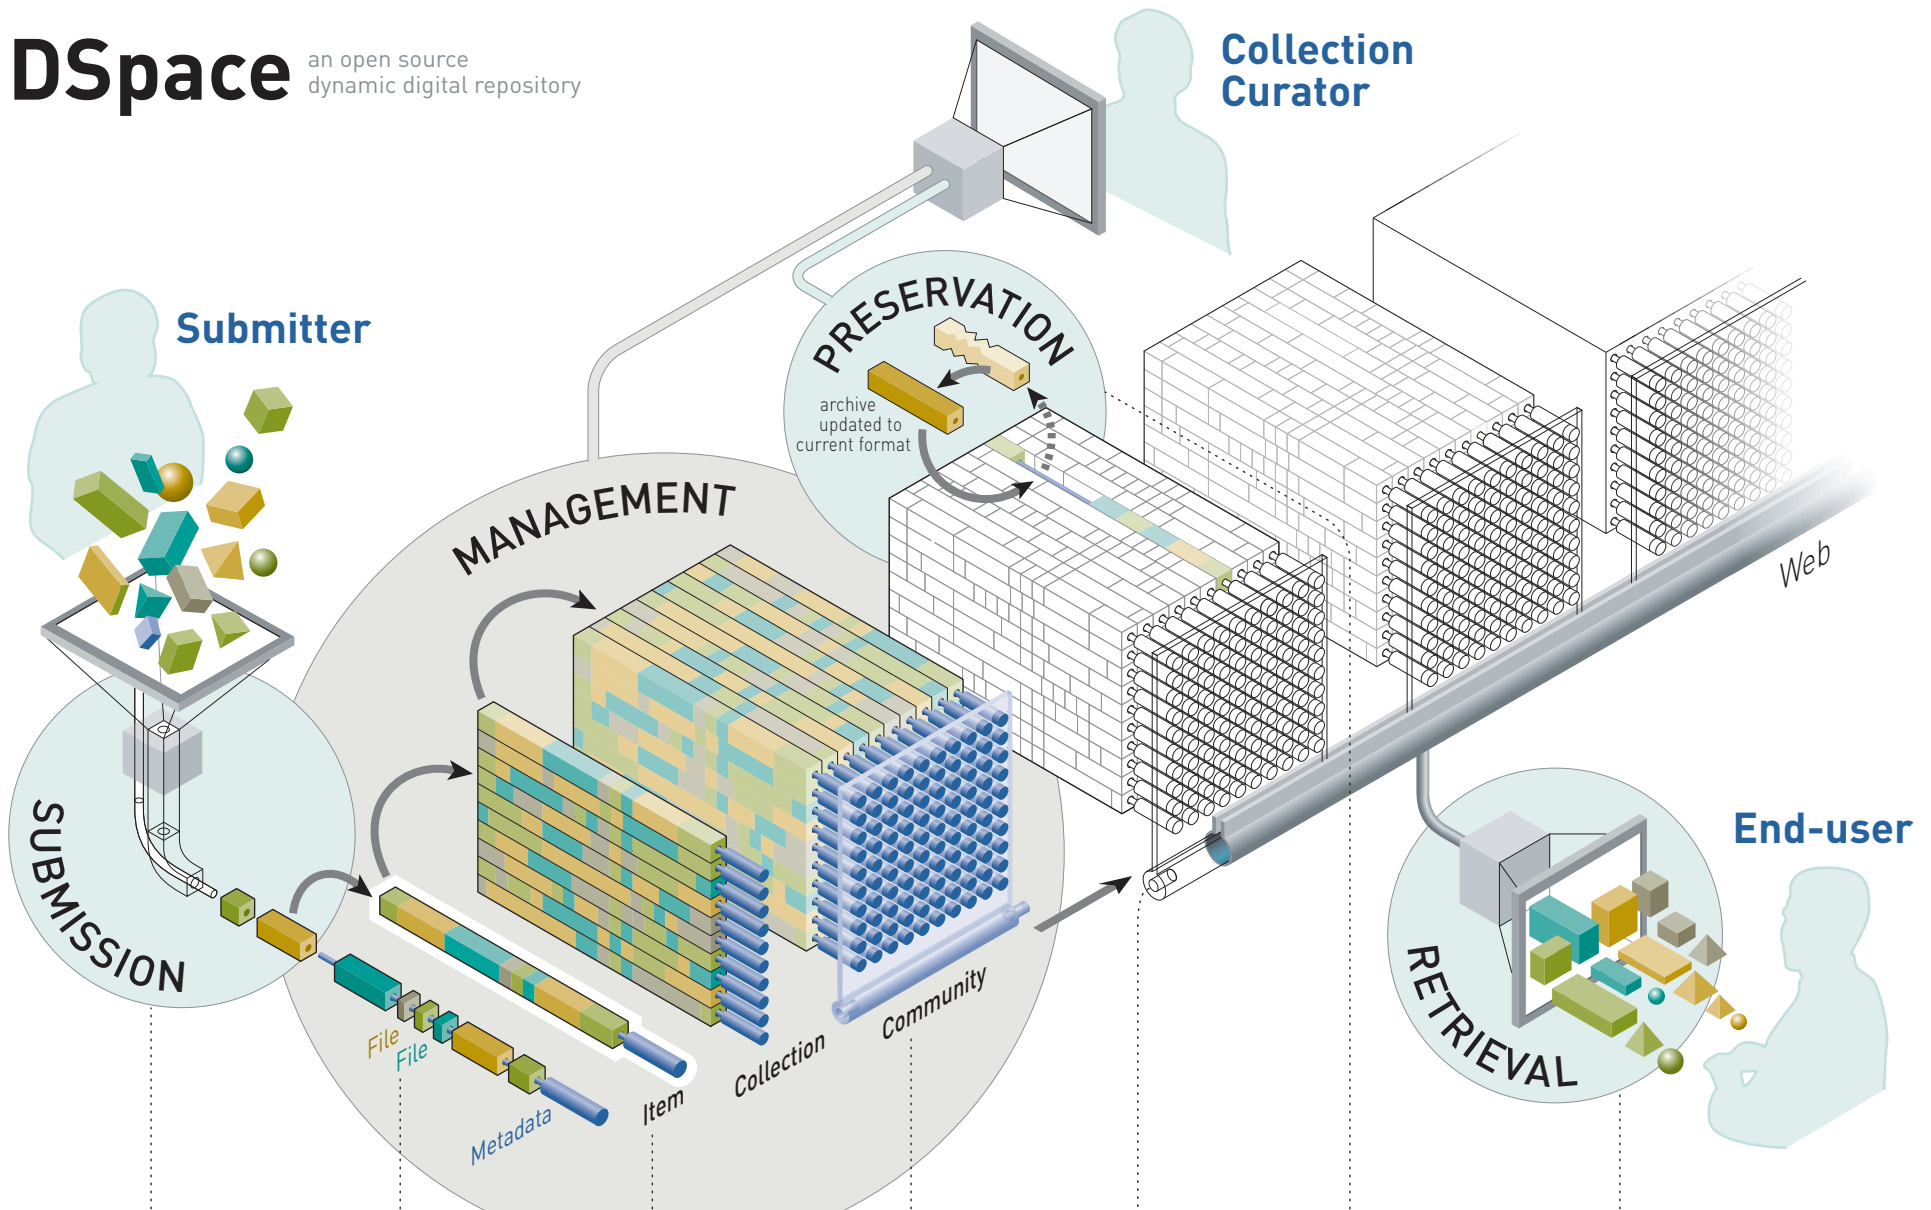 DSpace
an open source
dynamic digital repository
Collection
Curator
Submitter
PRESERVATION
archive
updated to
current format
MANAGEMENT
Web
SUBMISSION
End-user
RETRIEVAL
File
File
Metadata
Item
Collection
Community